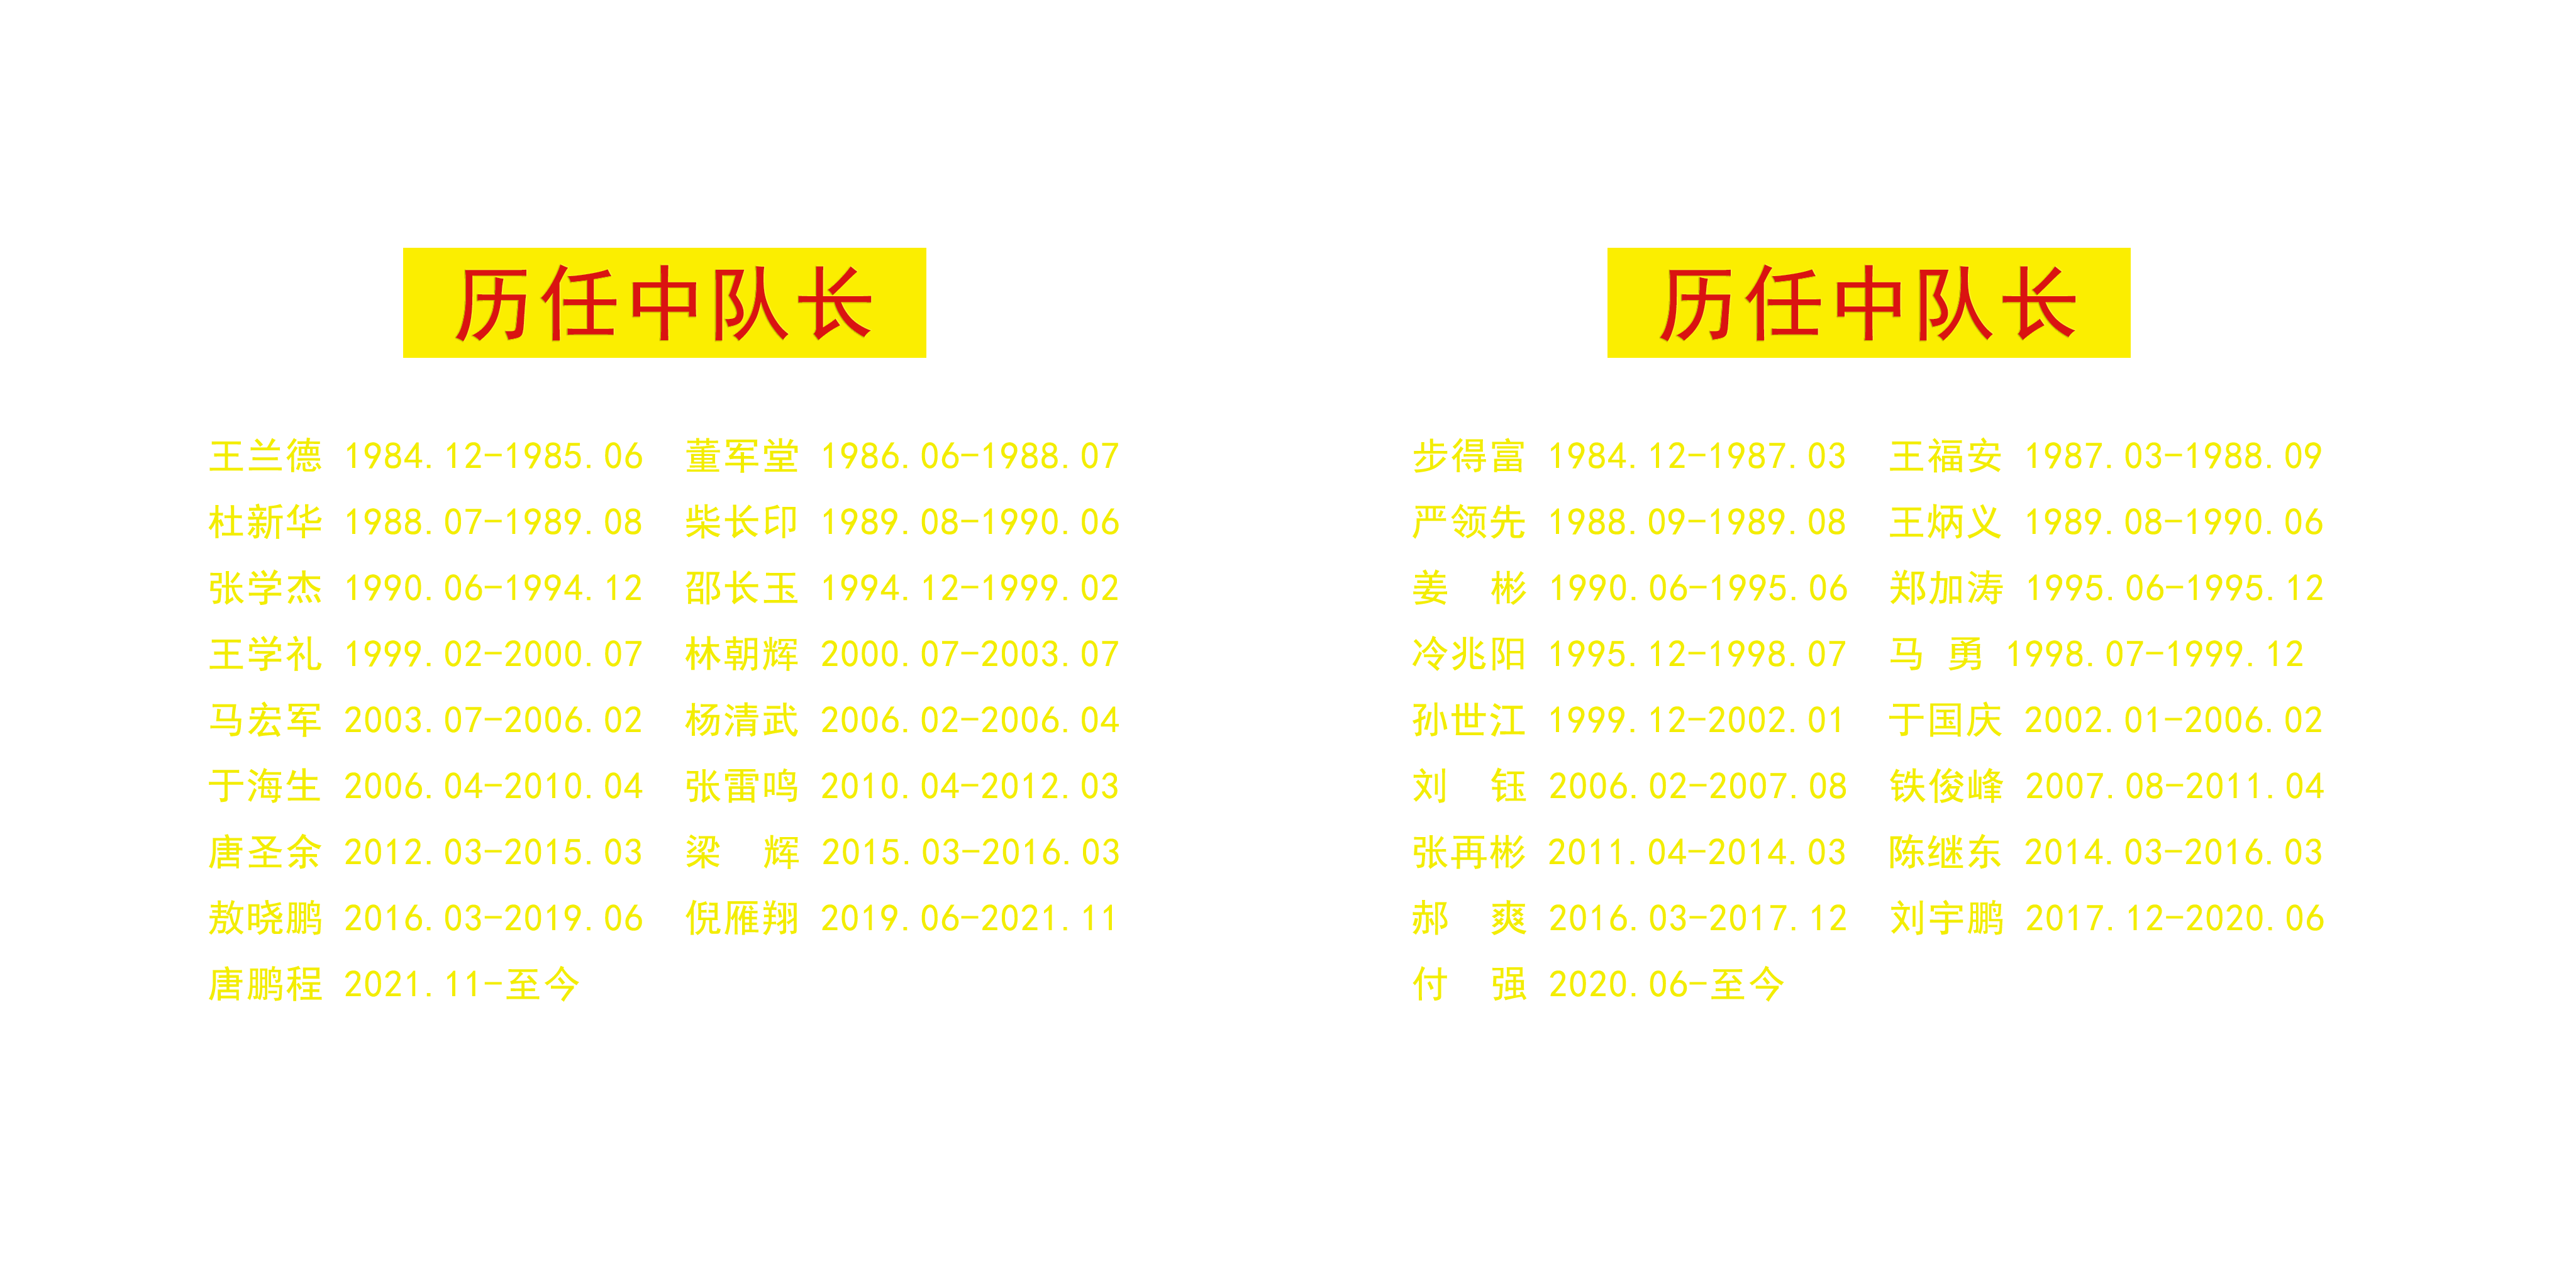 历任中队长
王兰德 1984.12-1985.06 董军堂 1986.06-1988.07
杜新华 1988.07-1989.08 柴长印 1989.08-1990.06
张学杰 1990.06-1994.12 邵长玉 1994.12-1999.02
王学礼 1999.02-2000.07 林朝辉 2000.07-2003.07
马宏军 2003.07-2006.02 杨清武 2006.02-2006.04
于海生 2006.04-2010.04 张雷鸣 2010.04-2012.03
唐圣余 2012.03-2015.03 梁　辉 2015.03-2016.03
敖晓鹏 2016.03-2019.06 倪雁翔 2019.06-2021.11
唐鹏程 2021.11-至今
历任中队长
步得富 1984.12-1987.03 王福安 1987.03-1988.09
严领先 1988.09-1989.08 王炳义 1989.08-1990.06
姜　彬 1990.06-1995.06 郑加涛 1995.06-1995.12
冷兆阳 1995.12-1998.07 马 勇 1998.07-1999.12
孙世江 1999.12-2002.01 于国庆 2002.01-2006.02
刘　钰 2006.02-2007.08 铁俊峰 2007.08-2011.04
张再彬 2011.04-2014.03 陈继东 2014.03-2016.03
郝　爽 2016.03-2017.12 刘宇鹏 2017.12-2020.06
付　强 2020.06-至今